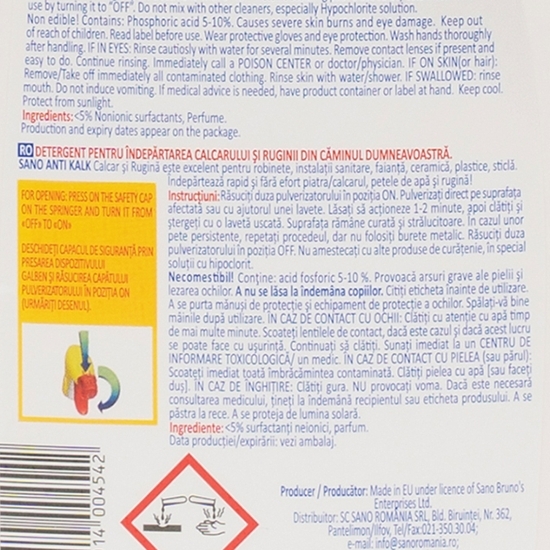 use by turning it to "OFF". Do not mix with other cleaners, especially Hypochlorite solution.
Non edible! Contains: Phosphoric acid 5-10%. Causes severe skin burns and eye damage. Keep out
of reach of children. Read label before use. Wear protective gloves and eye protection. Wash hands thoroughly
after handling. IF IN EYES: Rinse cautiosly with water for several minutes. Remove contact lenses if present and
easy to do. Continue rinsing. Immediately call a POISON CENTER or doctor/physician. IF ON SKIN(or hair):
Remove/Take off immediately all contaminated clothing. Rinse skin with water/shower. IF SWALLOWED: rinse
mouth. Do not induce vomiting. If medical advice is needed, have product container or label at hand. Keep cool.
Protect from sunlight.
Ingredients: <5% Nonionic surfactants, Perfume.
Production and expiry dates appear on the package.
RO DETERGENT PENTRU ÎNDEPĂRTAREA CALCARULUI ȘI RUGINII DIN CĂMINUL DUMNEAVOASTRĂ.
SANO ANTI KALK Calcar și Rugină este excelent pentru robinete, instalații sanitare, faianță, ceramică, plastice, sticlă.
Îndepărtează rapid și fără efort piatra/calcarul, petele de apă și rugină!
Instrucțiuni: Răsuciți duza pulverizatorului în poziția ON. Pulverizați direct pe suprafața
afectată sau cu ajutorul unei lavete. Lăsați să acționeze 1-2 minute, apoi clătiți și
ștergeți cu o lavetă uscată. Suprafața rămâne curată și strălucitoare. În cazul unor
pete persistente, repetați procedeul, dar nu folosiți burete metalic. Răsuciți duza
pulverizatorului în poziția OFF. Nu amestecați cu alte produse de curățenie, în special
soluții cu hipoclorit.
Necomestibil! Conține: acid fosforic 5-10 %. Provoacă arsuri grave ale pielii și
lezarea ochilor. A nu se lăsa la îndemâna copiilor. Citiți eticheta înainte de utilizare.
A se purta mănuși de protecție și echipament de protecție a ochilor. Spălați-vă bine
mâinile după utilizare. ÎN CAZ DE CONTACT CU OCHII: Clătiți cu atenție cu apă timp
de mai multe minute. Scoateți lentilele de contact, dacă este cazul și dacă acest lucru
se poate face cu ușurință. Continuați să clătiți. Sunați imediat la un CENTRU DE
INFORMARE TOXICOLOGICĂ/ un medic. ÎN CAZ DE CONTACT CU PIELEA (sau părul):
Scoateți imediat toată îmbrăcămintea contaminată. Clătiți pielea cu apă [sau faceți
duș]. ÎN CAZ DE ÎNGHIȚIRE: Clătiți gura. NU provocați voma. Dacă este necesară
consultarea medicului, țineți la îndemână recipientul sau eticheta produsului. A se
păstra la rece. A se proteja de lumina solară.
Ingrediente: <5% surfactanți neionici, parfum.
Data producției/expirării: vezi ambalaj.
FOR OPENING: PRESS ON THE SAFETY CAP
ON THE SPRINGER AND TURN IT FROM
«OFF» TO «ON»
DESCHIDEȚI CAPACUL DE SIGURANȚĂ PRIN
PRESAREA DISPOZITIVULUI
GALBEN ȘI RĂSUCIREA CAPĂTULUI
PULVERIZATORULUI ÎN POZIȚIA ON
(URMĂRIȚI DESENUL).
14 004542
Producer / Producător: Made in EU under licence of Sano Bruno's
Enterprises Ltd.
Distribuitor: SC SANO ROMANIA SRL, Bld. Biruintei, Nr. 162,
Pantelimon/Ilfov, Tel/Fax:021-350.30.04;
E-mail: info@sanoromania.ro;